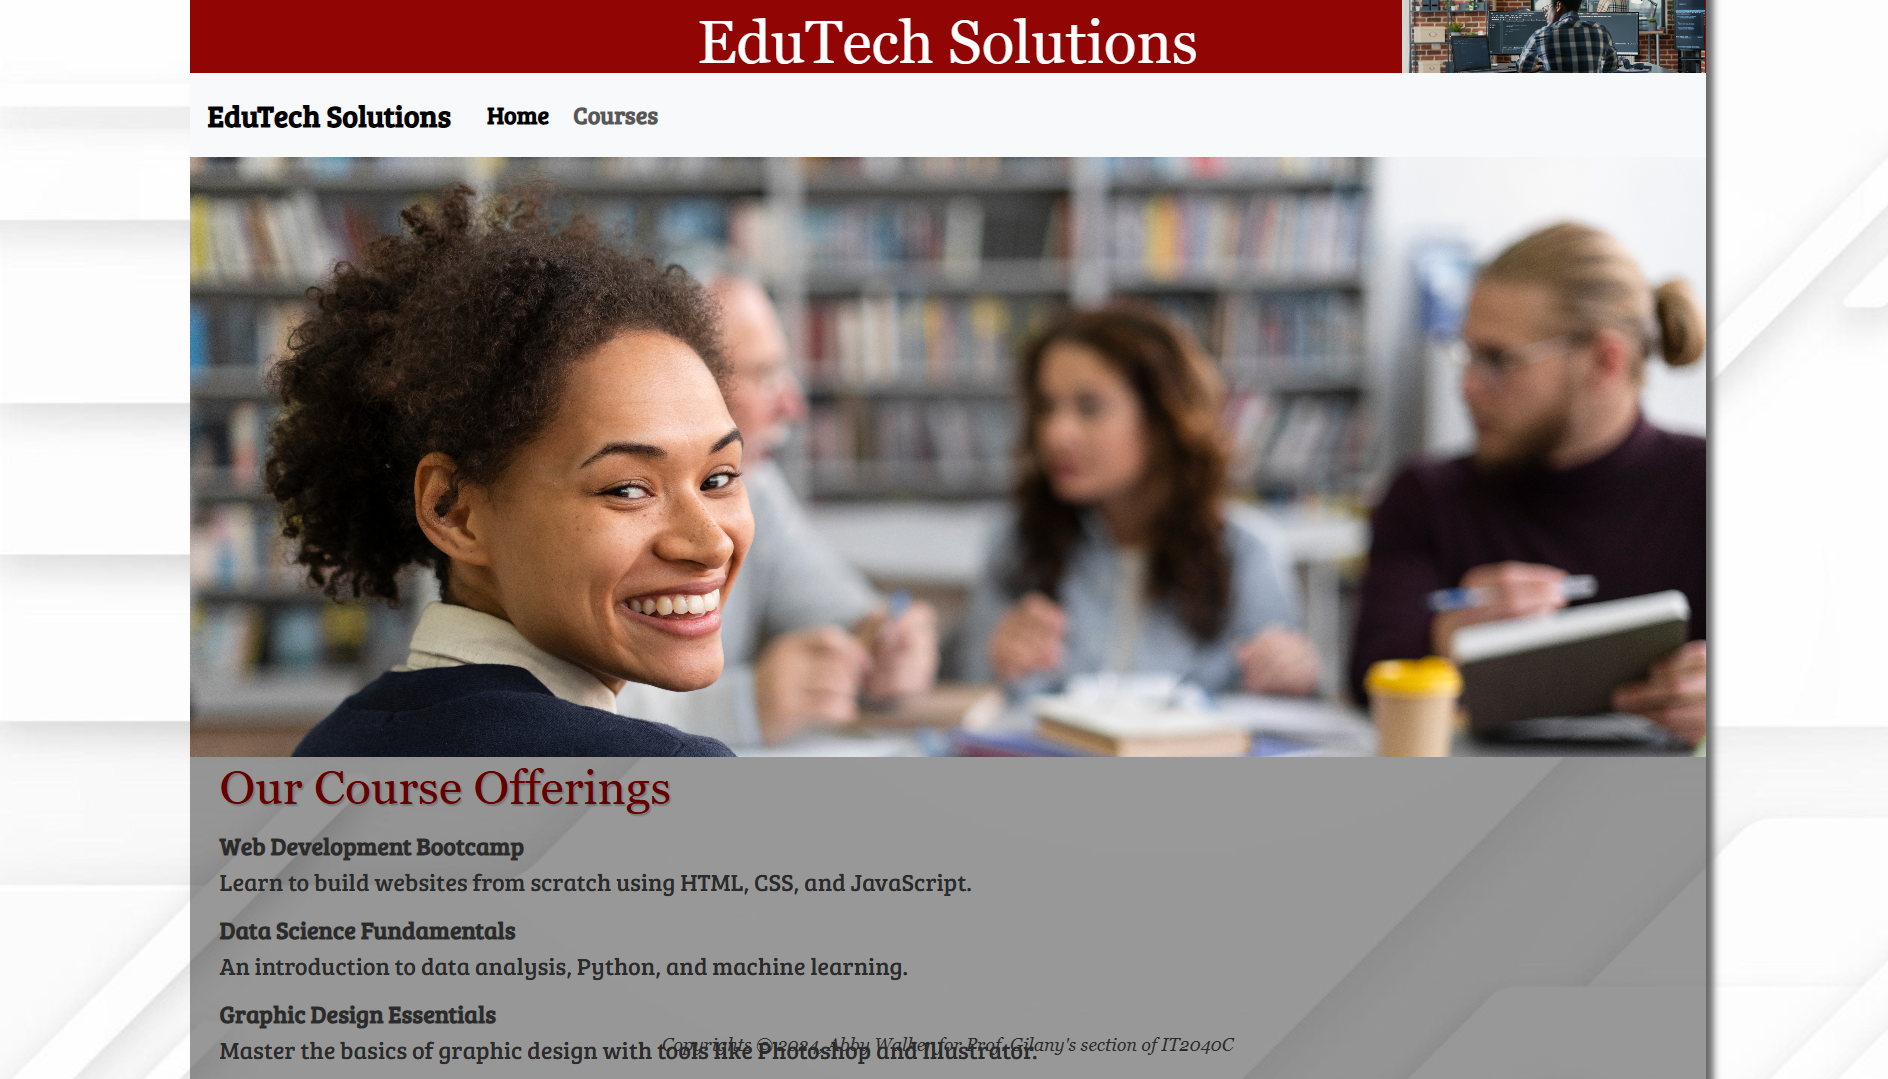 EduTech Solutions
EduTech Solutions Home Courses
Our Course Offerings
Web Development Bootcamp
Learn to build websites from scratch using HTML, CSS, and JavaScript.
Data Science Fundamentals
An introduction to data analysis, Python, and machine learning.
Graphic Design Essentials
Master the basics of graphic design with tools like Photoshop and Illustrator.
Copyrights © 2024, Abby Walker for Prof. Gilany's section of IT2040C